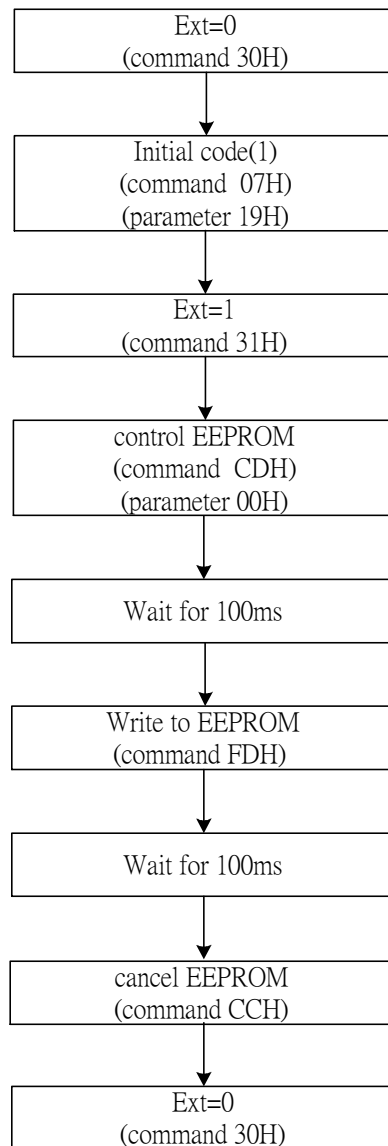 Ext=0
(command 30H)
Initial code(1)
(command 07H)
(parameter 19H)
Ext=1
(command 31H)
control EEPROM
(command CDH)
(parameter 00H)
Wait for 100ms
Write to EEPROM
(command FDH)
Wait for 100ms
cancel EEPROM
(command CCH)
Ext=0
(command 30H)